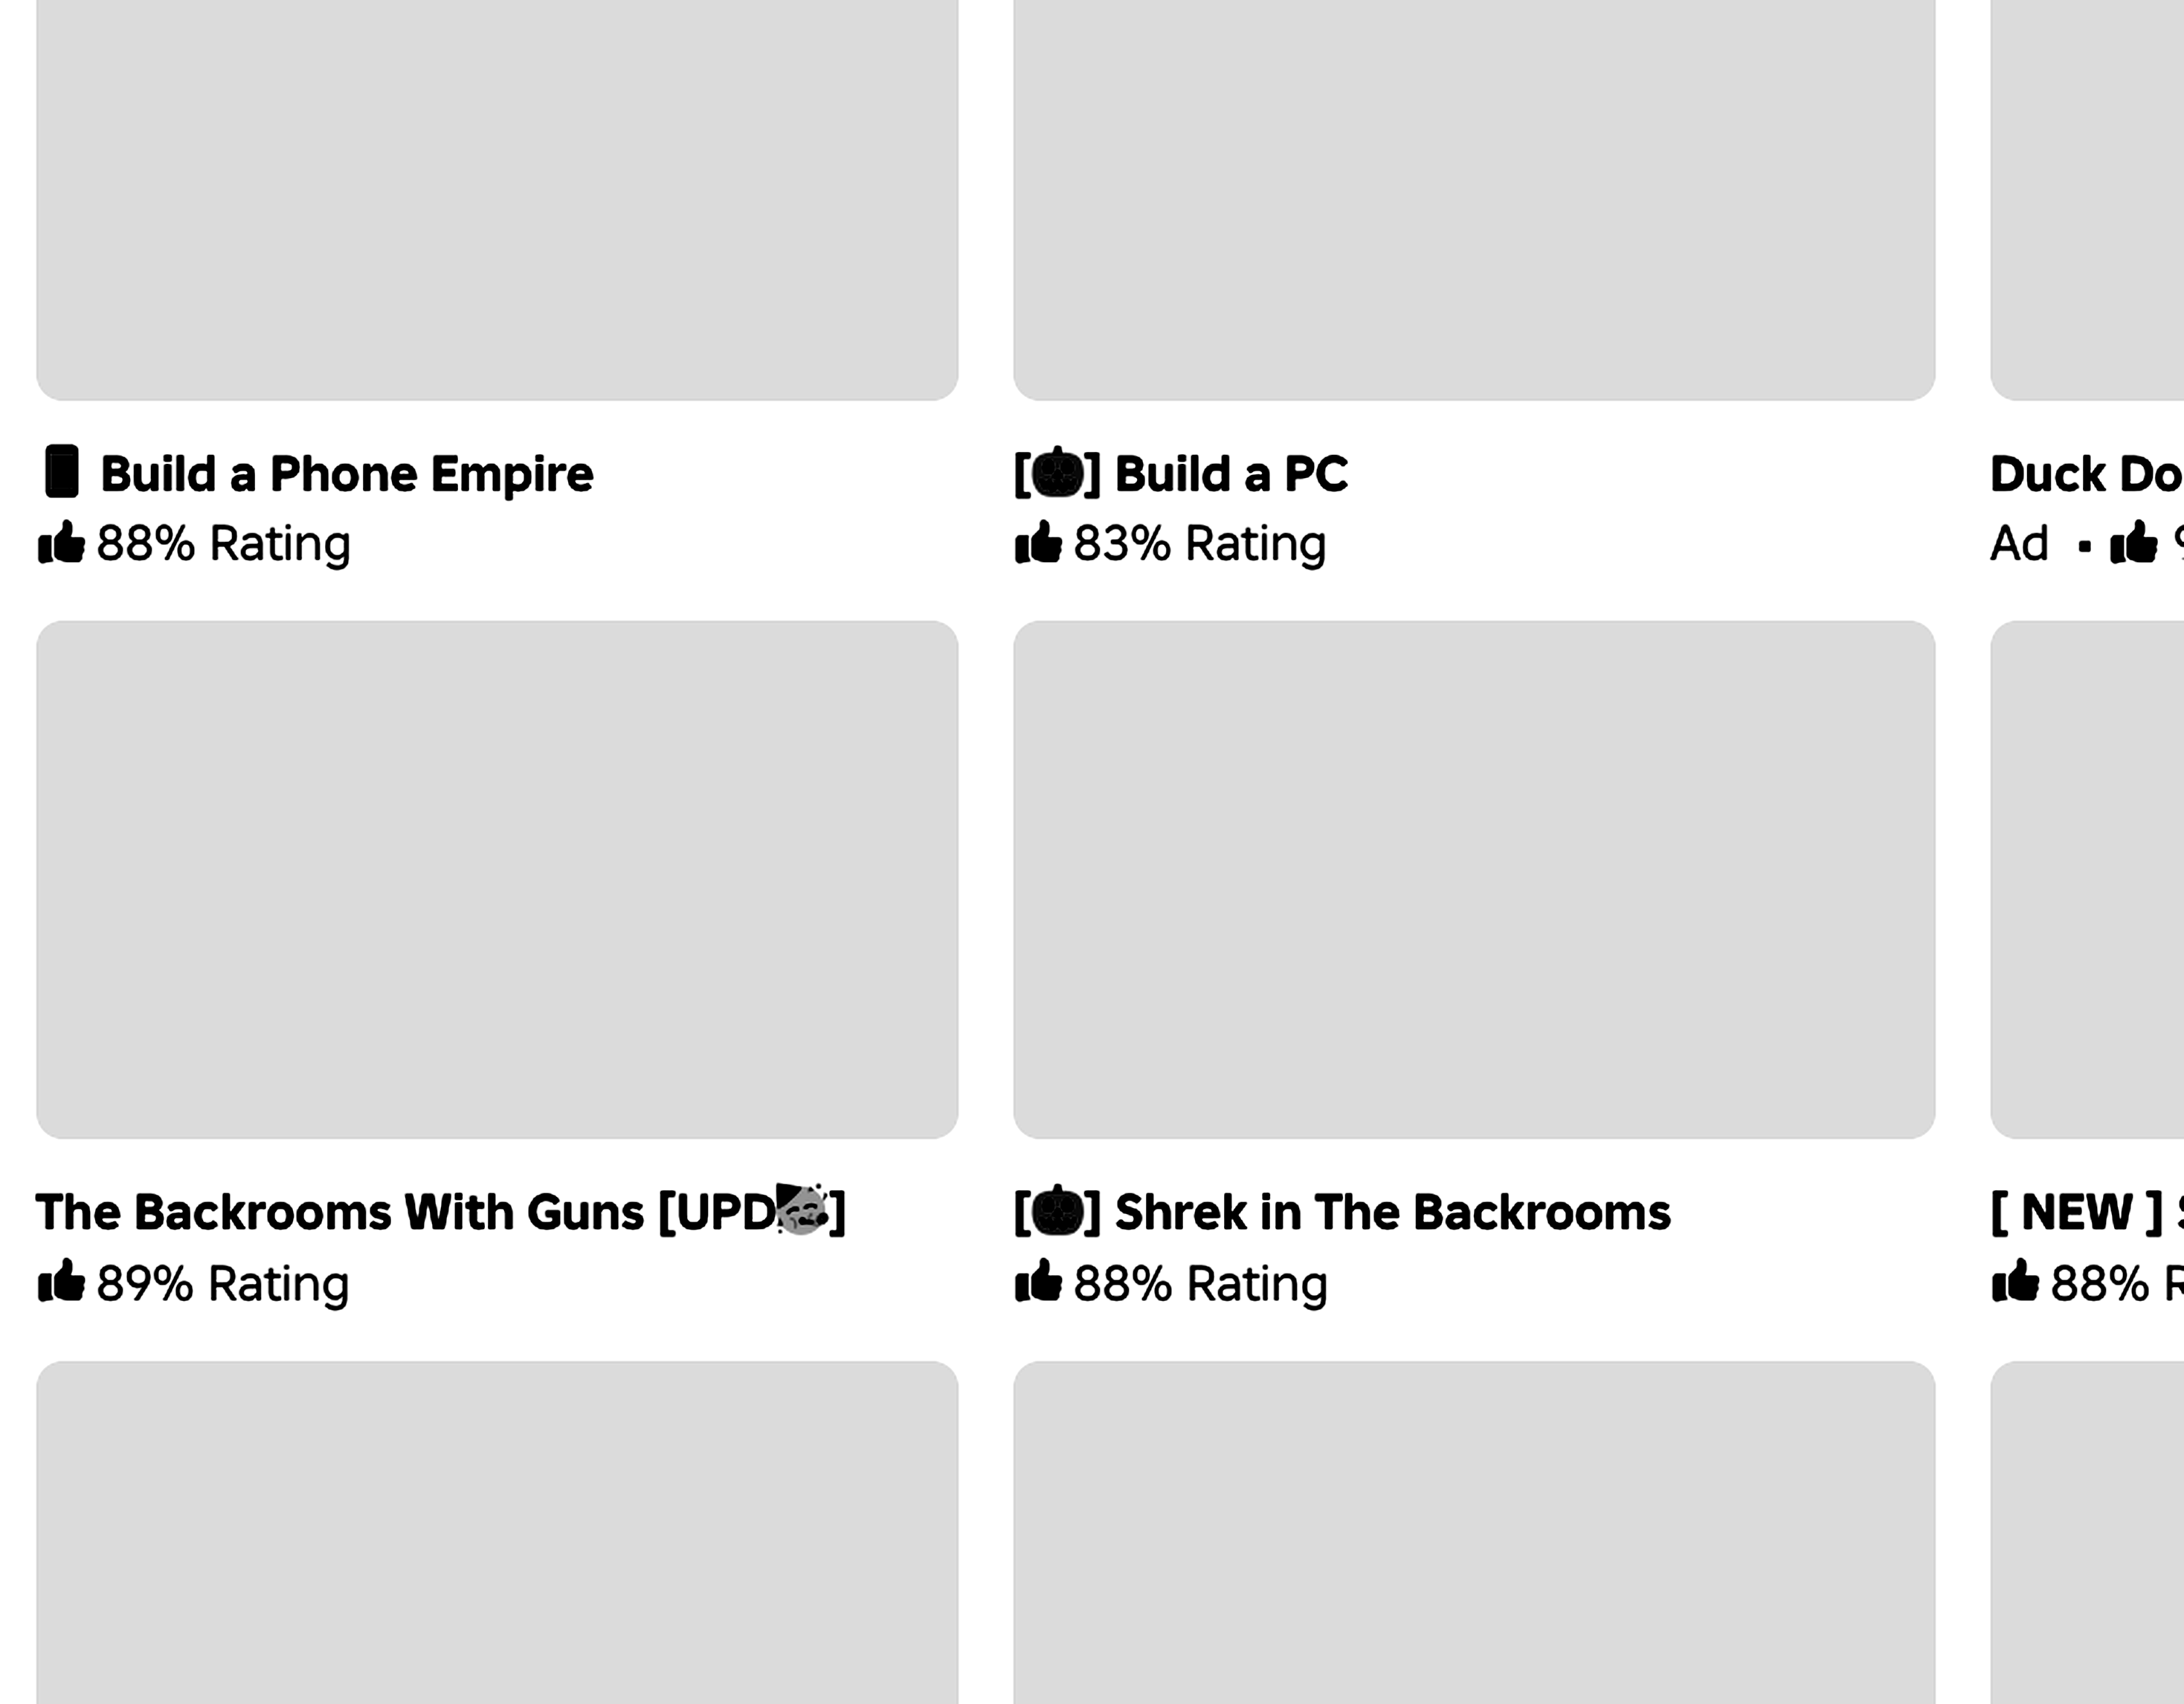 📱 Build a Phone Empire
👍 88% Rating
[🎃] Build a PC
👍 83% Rating
Duck Do
Ad • 👍
The Backrooms With Guns [UPD🥳]
👍 89% Rating
[🎃] Shrek in The Backrooms
👍 88% Rating
[ NEW ]
👍 88%